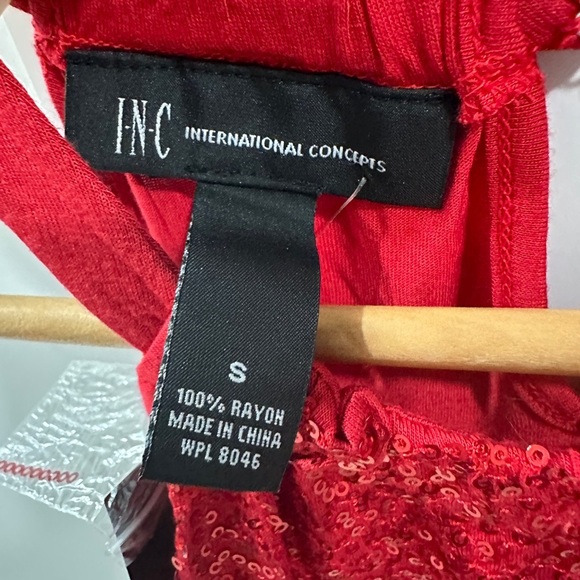 I·N·C INTERNATIONAL CONCEPTS
S
100% RAYON
MADE IN CHINA
WPL 8046